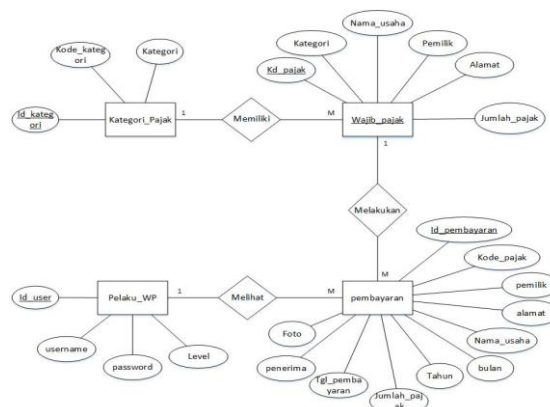 Nama_usaha
Kode_kateg
ori
Kategori
Kategori
Pemilik
Kd_pajak
Alamat
Id_kateg
ori
Kategori_Pajak
1
Memiliki
M
Wajib_pajak
Jumlah_pajak
1
Melakukan
Id_pembayaran
Kode_pajak
M
pemilik
Id_user
Pelaku_WP
1
Melihat
M
pembayaran
alamat
username
password
Level
Foto
penerima
Tgl_pemba
yaran
Jumlah_paj
ak
Tahun
bulan
Nama_usaha